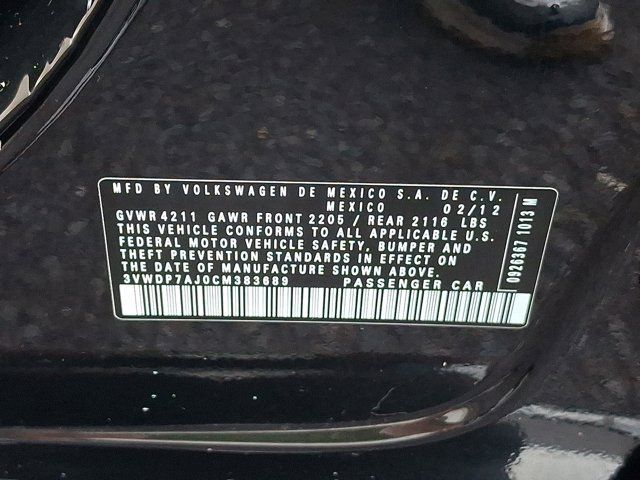 MFD BY VOLKSWAGEN DE MEXICO S.A. DE C.V.
MEXICO 02/12
GVWR 4211 GAWR FRONT 2205 / REAR 2116 LBS
THIS VEHICLE CONFORMS TO ALL APPLICABLE U.S.
FEDERAL MOTOR VEHICLE SAFETY, BUMPER AND
THEFT PREVENTION STANDARDS IN EFFECT ON
THE DATE OF MANUFACTURE SHOWN ABOVE.
3VWDP7AJ0CM383689 PASSENGER CAR
0926367 1013 M